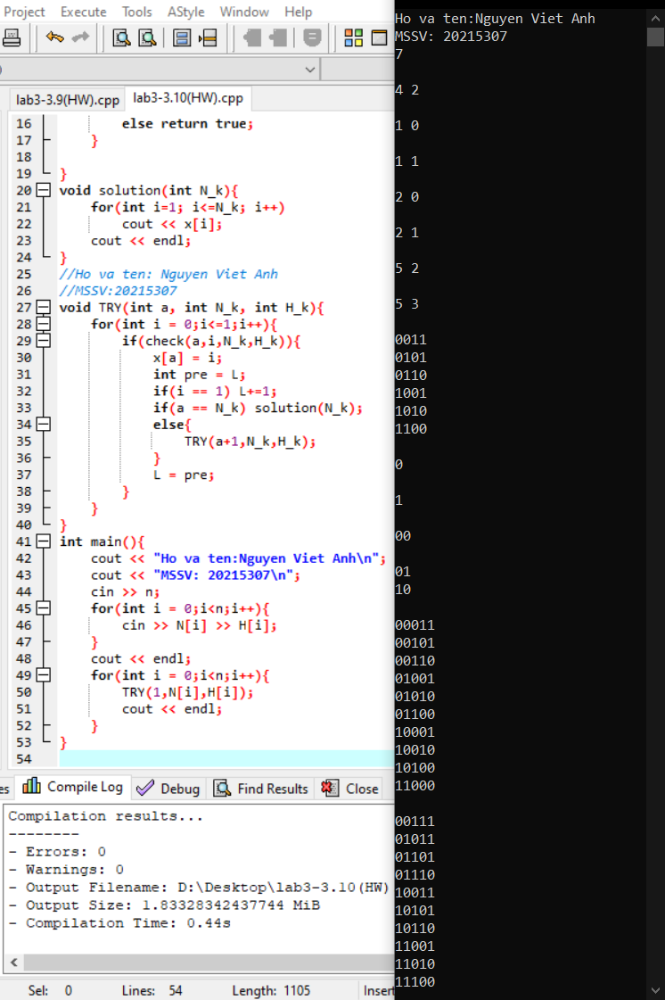 Project Execute Tools AStyle Window Help
lab3-3.9(HW).cpp lab3-3.10(HW).cpp
16 else return true;
17 }
18
19 }
20 void solution(int N_k){
21 for(int i=1; i<=N_k; i++)
22 cout << x[i];
23 cout << endl;
24 }
25 //Ho va ten: Nguyen Viet Anh
26 //MSSV:20215307
27 void TRY(int a, int N_k, int H_k){
28 for(int i = 0;i<=1;i++){
29 if(check(a,i,N_k,H_k)){
30 x[a] = i;
31 int pre = L;
32 if(i == 1) L+=1;
33 if(a == N_k) solution(N_k);
34 else{
35 TRY(a+1,N_k,H_k);
36 }
37 L = pre;
38 }
39 }
40 }
41 int main(){
42 cout << "Ho va ten:Nguyen Viet Anh\n";
43 cout << "MSSV: 20215307\n";
44 cin >> n;
45 for(int i = 0;i<n;i++){
46 cin >> N[i] >> H[i];
47 }
48 cout << endl;
49 for(int i = 0;i<n;i++){
50 TRY(1,N[i],H[i]);
51 cout << endl;
52 }
53 }
54
es Compile Log Debug Find Results Close
Compilation results...
--------
- Errors: 0
- Warnings: 0
- Output Filename: D:\Desktop\lab3-3.10(HW)
- Output Size: 1.83328342437744 MiB
- Compilation Time: 0.44s
Sel: 0 Lines: 54 Length: 1105 Insert
Ho va ten:Nguyen Viet Anh
MSSV: 20215307
7
4 2
1 0
1 1
2 0
2 1
5 2
5 3
0011
0101
0110
1001
1010
1100
0
1
00
01
10
00011
00101
00110
01001
01010
01100
10001
10010
10100
11000
00111
01011
01101
01110
10011
10101
10110
11001
11010
11100